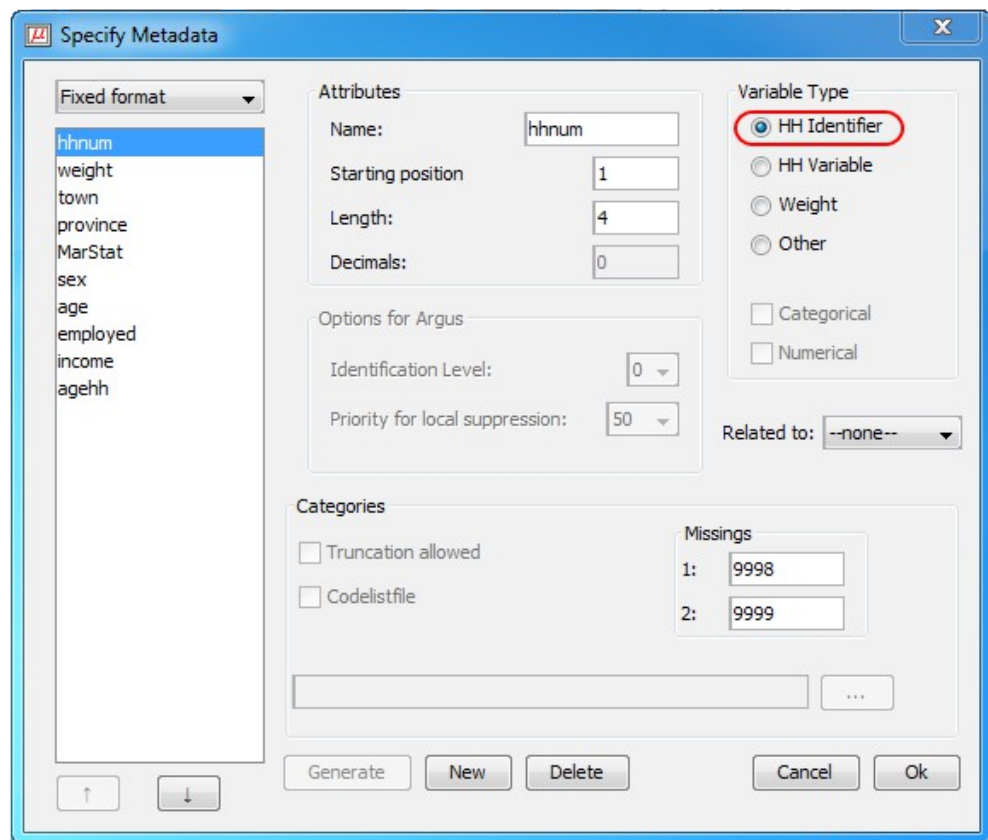 µ Specify Metadata X
Fixed format
hhnum
weight
town
province
MarStat
sex
age
employed
income
agehh
↑ ↓
Attributes
Name: hhnum
Starting position 1
Length: 4
Decimals: 0
Options for Argus
Identification Level: 0
Priority for local suppression: 50
Variable Type
HH Identifier
HH Variable
Weight
Other
Categorical
Numerical
Related to: --none--
Categories
Truncation allowed
Codelistfile
Missings
1: 9998
2: 9999
...
Generate New Delete Cancel Ok